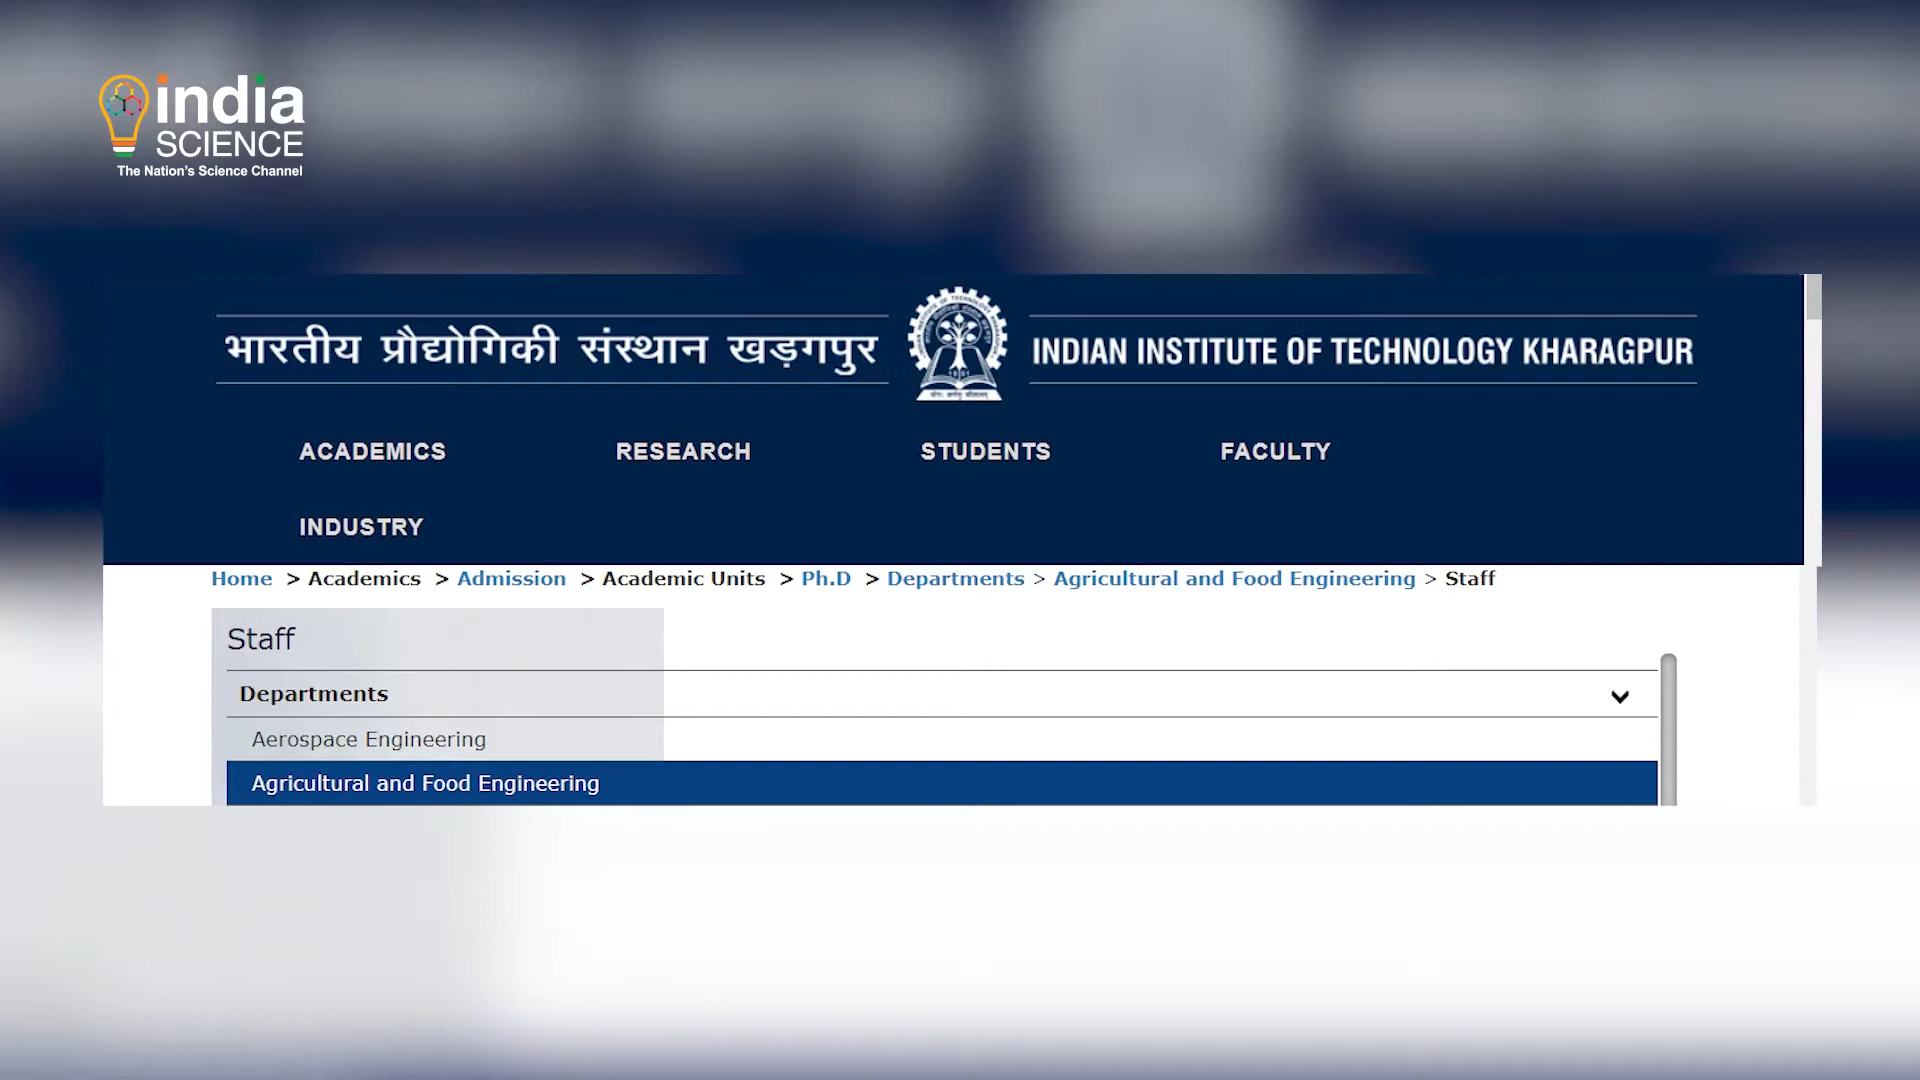 india
SCIENCE
The Nation's Science Channel
भारतीय प्रौद्योगिकी संस्थान खड़गपुर
INDIAN INSTITUTE OF TECHNOLOGY KHARAGPUR
1951
ACADEMICS RESEARCH STUDENTS FACULTY
INDUSTRY
Home > Academics > Admission > Academic Units > Ph.D > Departments > Agricultural and Food Engineering > Staff
Staff
Departments
Aerospace Engineering
Agricultural and Food Engineering